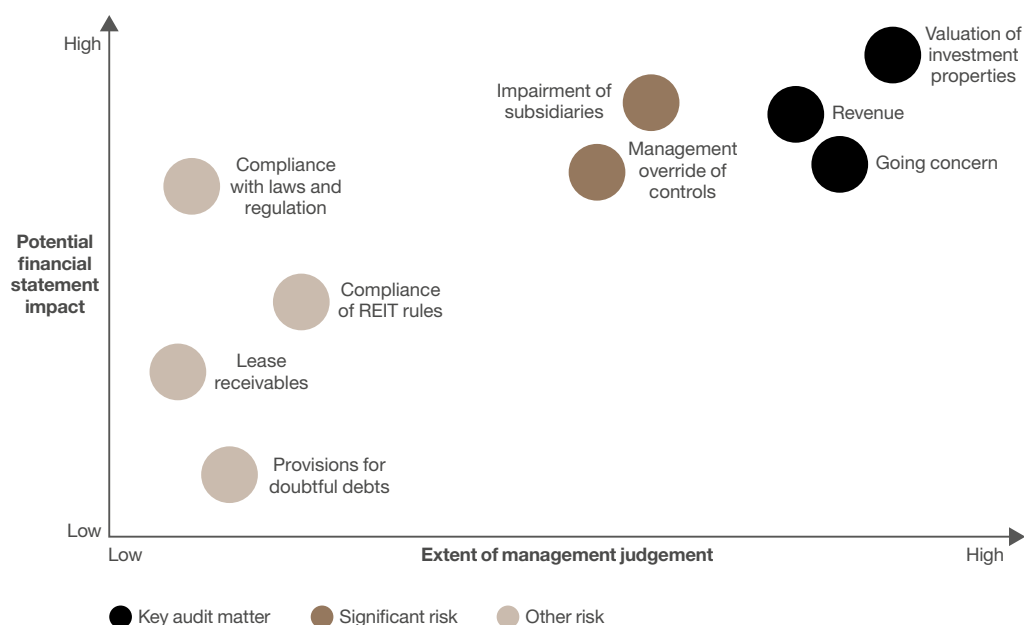 High
Valuation of
investment
properties
Impairment of
subsidiaries
Revenue
Management
override of
controls
Going concern
Compliance
with laws and
regulation
Potential
financial
statement
impact
Compliance
of REIT rules
Lease
receivables
Provisions for
doubtful debts
Low
Low
Extent of management judgement
High
Key audit matter
Significant risk
Other risk